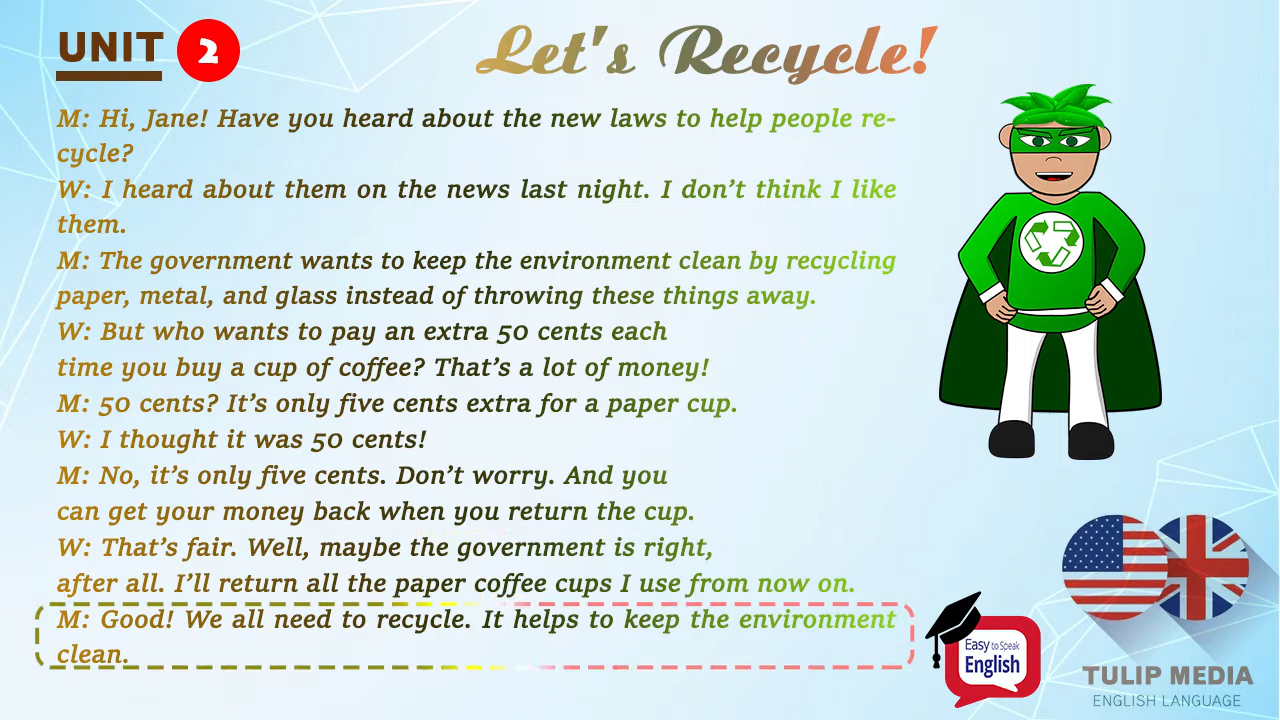 UNIT 2
Let's Recycle!
M: Hi, Jane! Have you heard about the new laws to help people re-
cycle?
W: I heard about them on the news last night. I don’t think I like
them.
M: The government wants to keep the environment clean by recycling
paper, metal, and glass instead of throwing these things away.
W: But who wants to pay an extra 50 cents each
time you buy a cup of coffee? That’s a lot of money!
M: 50 cents? It’s only five cents extra for a paper cup.
W: I thought it was 50 cents!
M: No, it’s only five cents. Don’t worry. And you
can get your money back when you return the cup.
W: That’s fair. Well, maybe the government is right,
after all. I’ll return all the paper coffee cups I use from now on.
M: Good! We all need to recycle. It helps to keep the environment
clean.
Easy to Speak
English
TULIP MEDIA
ENGLISH LANGUAGE